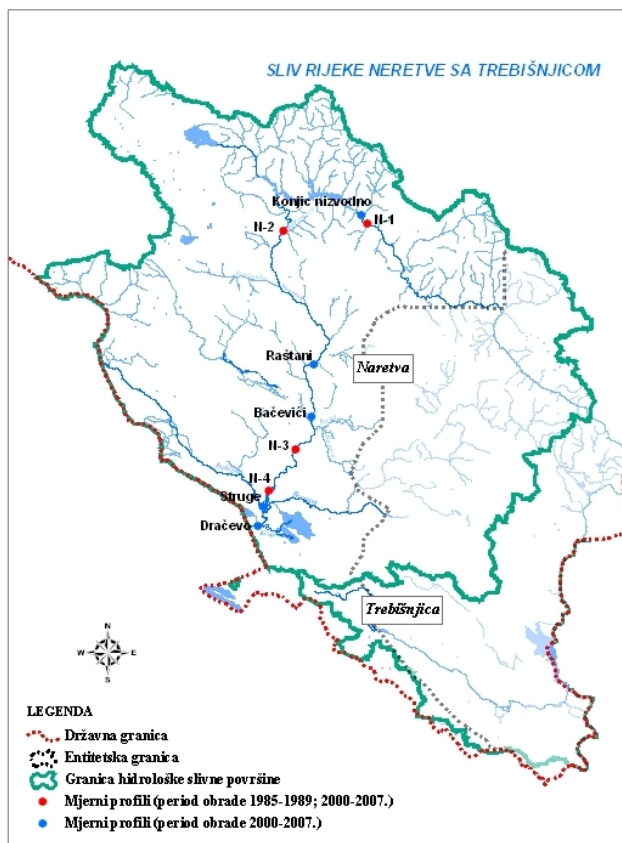 SLIV RIJEKE NERETVE SA TREBIŠNJICOM
Konjic nizvodno
N-1
N-2
Raštani
Naretva
Bačevići
N-3
N-4
Struge
Dračevo
Trebišnjica
N
W E
S
LEGENDA
Državna granica
Entitetska granica
Granica hidrološke slivne površine
Mjerni profili (period obrade 1985-1989; 2000-2007.)
Mjerni profili (period obrade 2000-2007.)